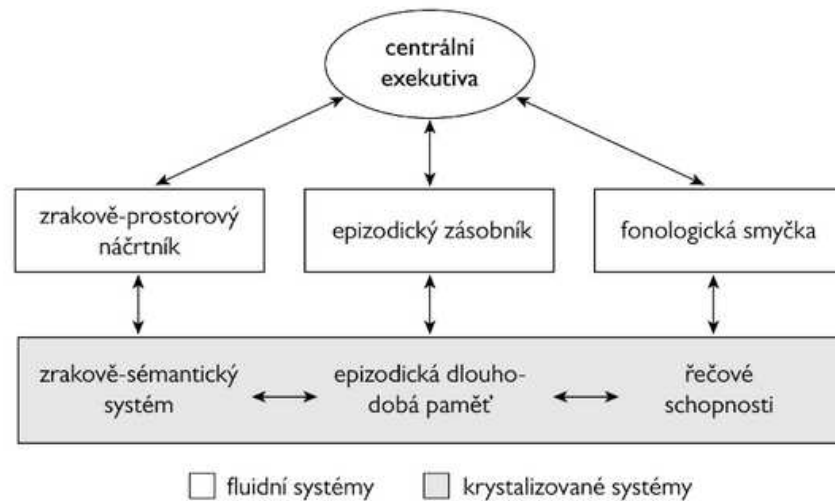 centrální
exekutiva
zrakově-prostorový
náčrtník
epizodický zásobník
fonologická smyčka
zrakově-sémantický
systém
epizodická dlouho-
dobá paměť
řečové
schopnosti
fluidní systémy
krystalizované systémy